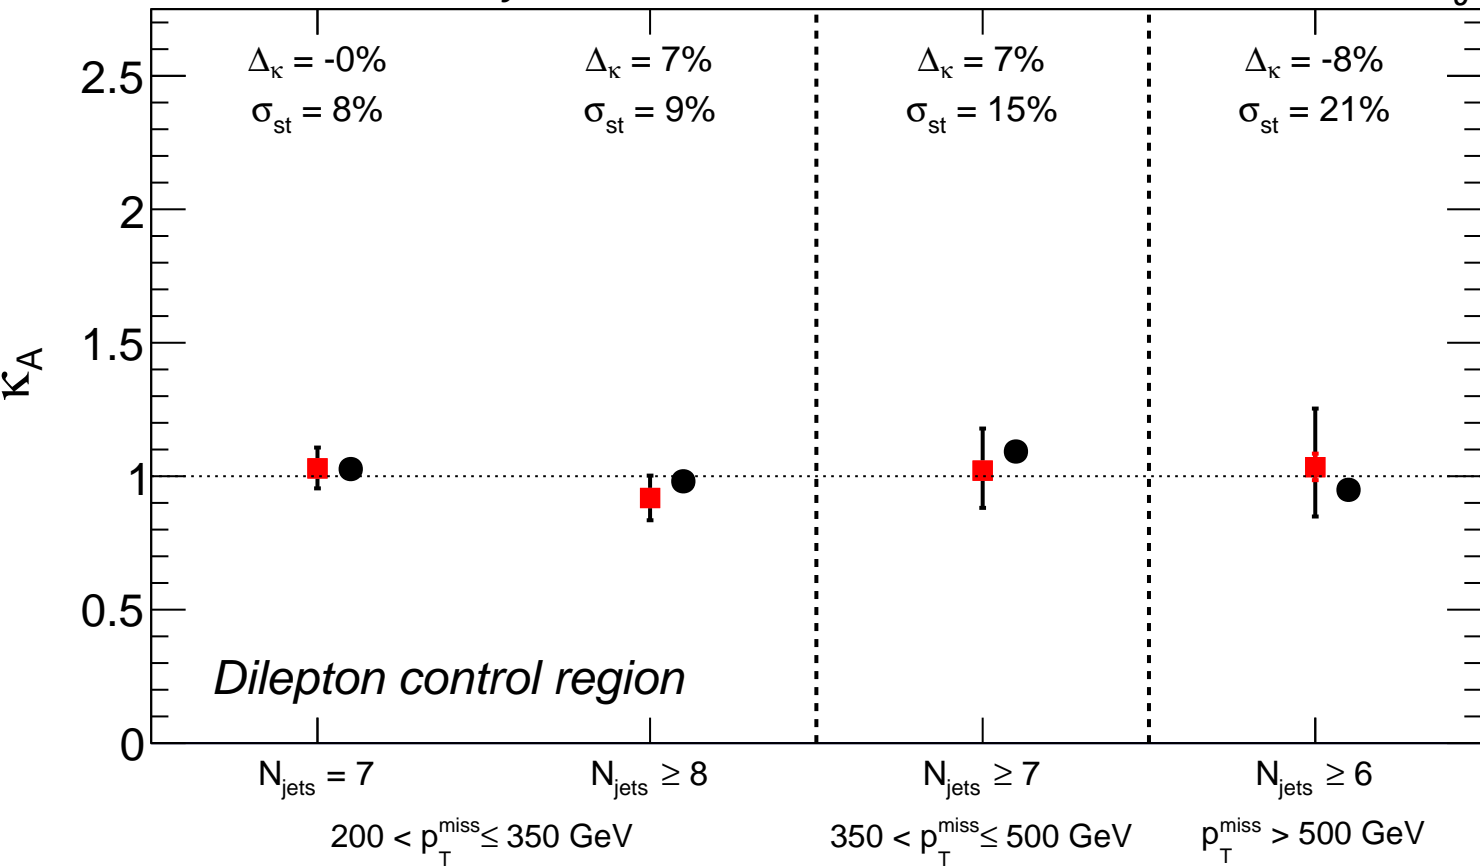 Δκ = -0% Δκ = 7% Δκ = 7% Δκ = -8%
σst = 8% σst = 9% σst = 15% σst = 21%
2.5
2
1.5
κA
1
0.5
Dilepton control region
0
Njets = 7 Njets ≥ 8 Njets ≥ 7 Njets ≥ 6
200 < pTmiss ≤ 350 GeV 350 < pTmiss ≤ 500 GeV pTmiss > 500 GeV